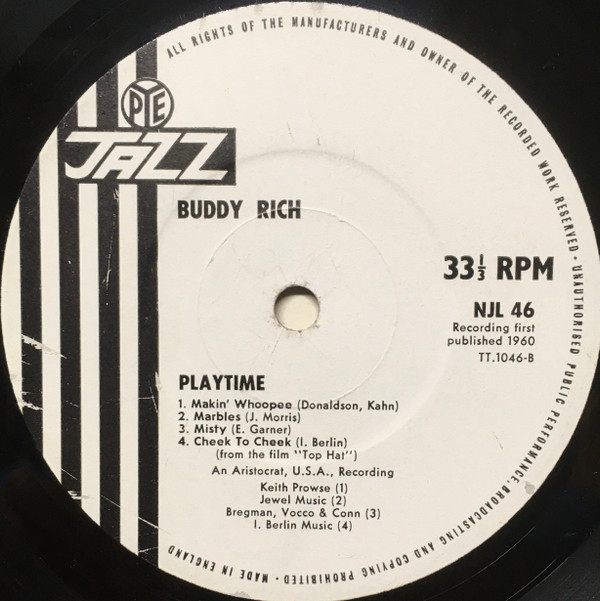 ALL RIGHTS OF THE MANUFACTURERS AND OWNER OF THE RECORDED WORK RESERVED · UNAUTHORISED PUBLIC PERFORMANCE, BROADCASTING AND COPYING PROHIBITED · MADE IN ENGLAND
PYE
JAZZ
BUDDY RICH
33⅓ RPM
NJL 46
Recording first
published 1960
TT.1046-B
PLAYTIME
1. Makin' Whoopee (Donaldson, Kahn)
2. Marbles (J. Morris)
3. Misty (E. Garner)
4. Cheek To Cheek (I. Berlin)
(from the film "Top Hat")
An Aristocrat, U.S.A., Recording
Keith Prowse (1)
Jewel Music (2)
Bregman, Vocco & Conn (3)
I. Berlin Music (4)